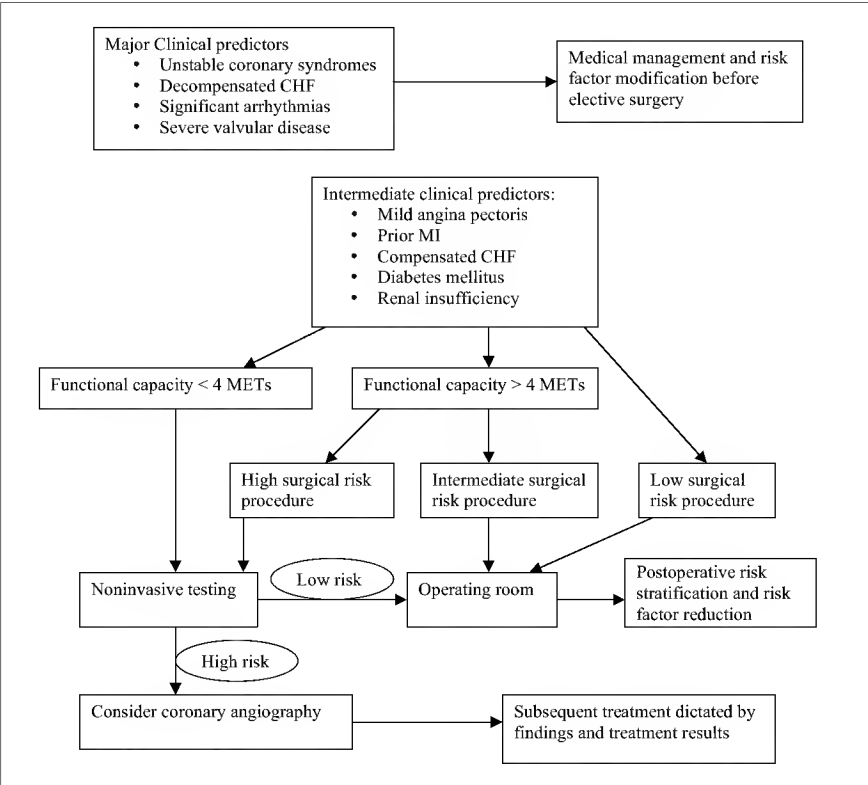 Major Clinical predictors
• Unstable coronary syndromes
• Decompensated CHF
• Significant arrhythmias
• Severe valvular disease
Medical management and risk
factor modification before
elective surgery
Intermediate clinical predictors:
• Mild angina pectoris
• Prior MI
• Compensated CHF
• Diabetes mellitus
• Renal insufficiency
Functional capacity < 4 METs
Functional capacity > 4 METs
High surgical risk
procedure
Intermediate surgical
risk procedure
Low surgical
risk procedure
Noninvasive testing
Low risk
Operating room
Postoperative risk
stratification and risk
factor reduction
High risk
Consider coronary angiography
Subsequent treatment dictated by
findings and treatment results